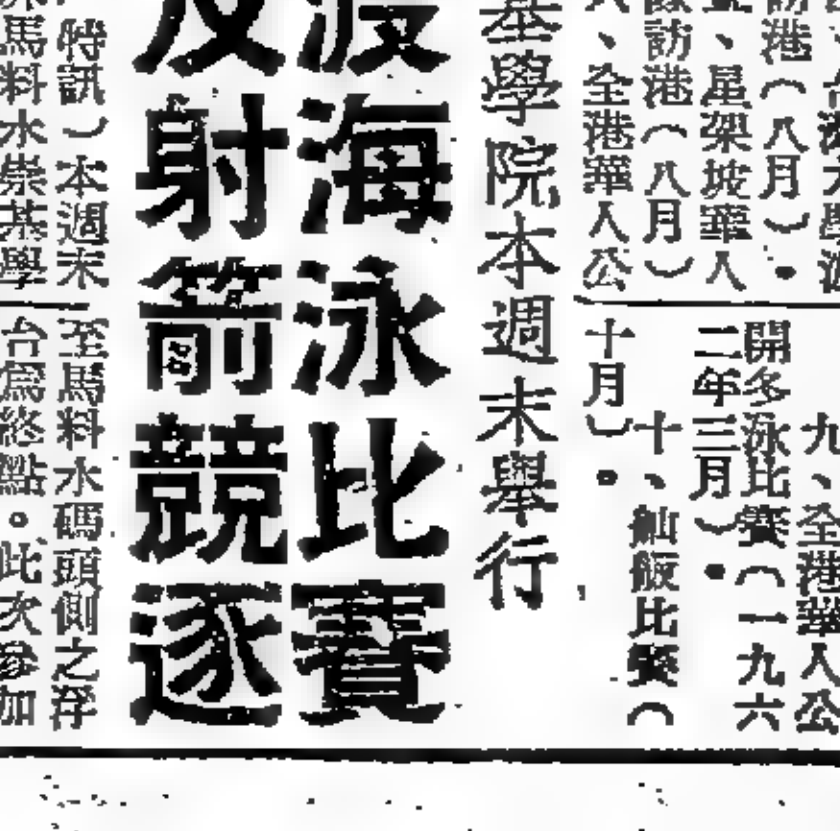 訪港(八月)。
、星架坡華人
隊訪港(八月)
、全港華人公
九、全港華人公
開多泳比賽(一九六
二年三月)。
十、舢舨比賽(
十月)。
基學院本週末舉行
渡海泳比賽
及射箭競逐
特訊)本週末
馬料水崇基學
至馬料水碼頭側之浮
台爲終點。此次參加